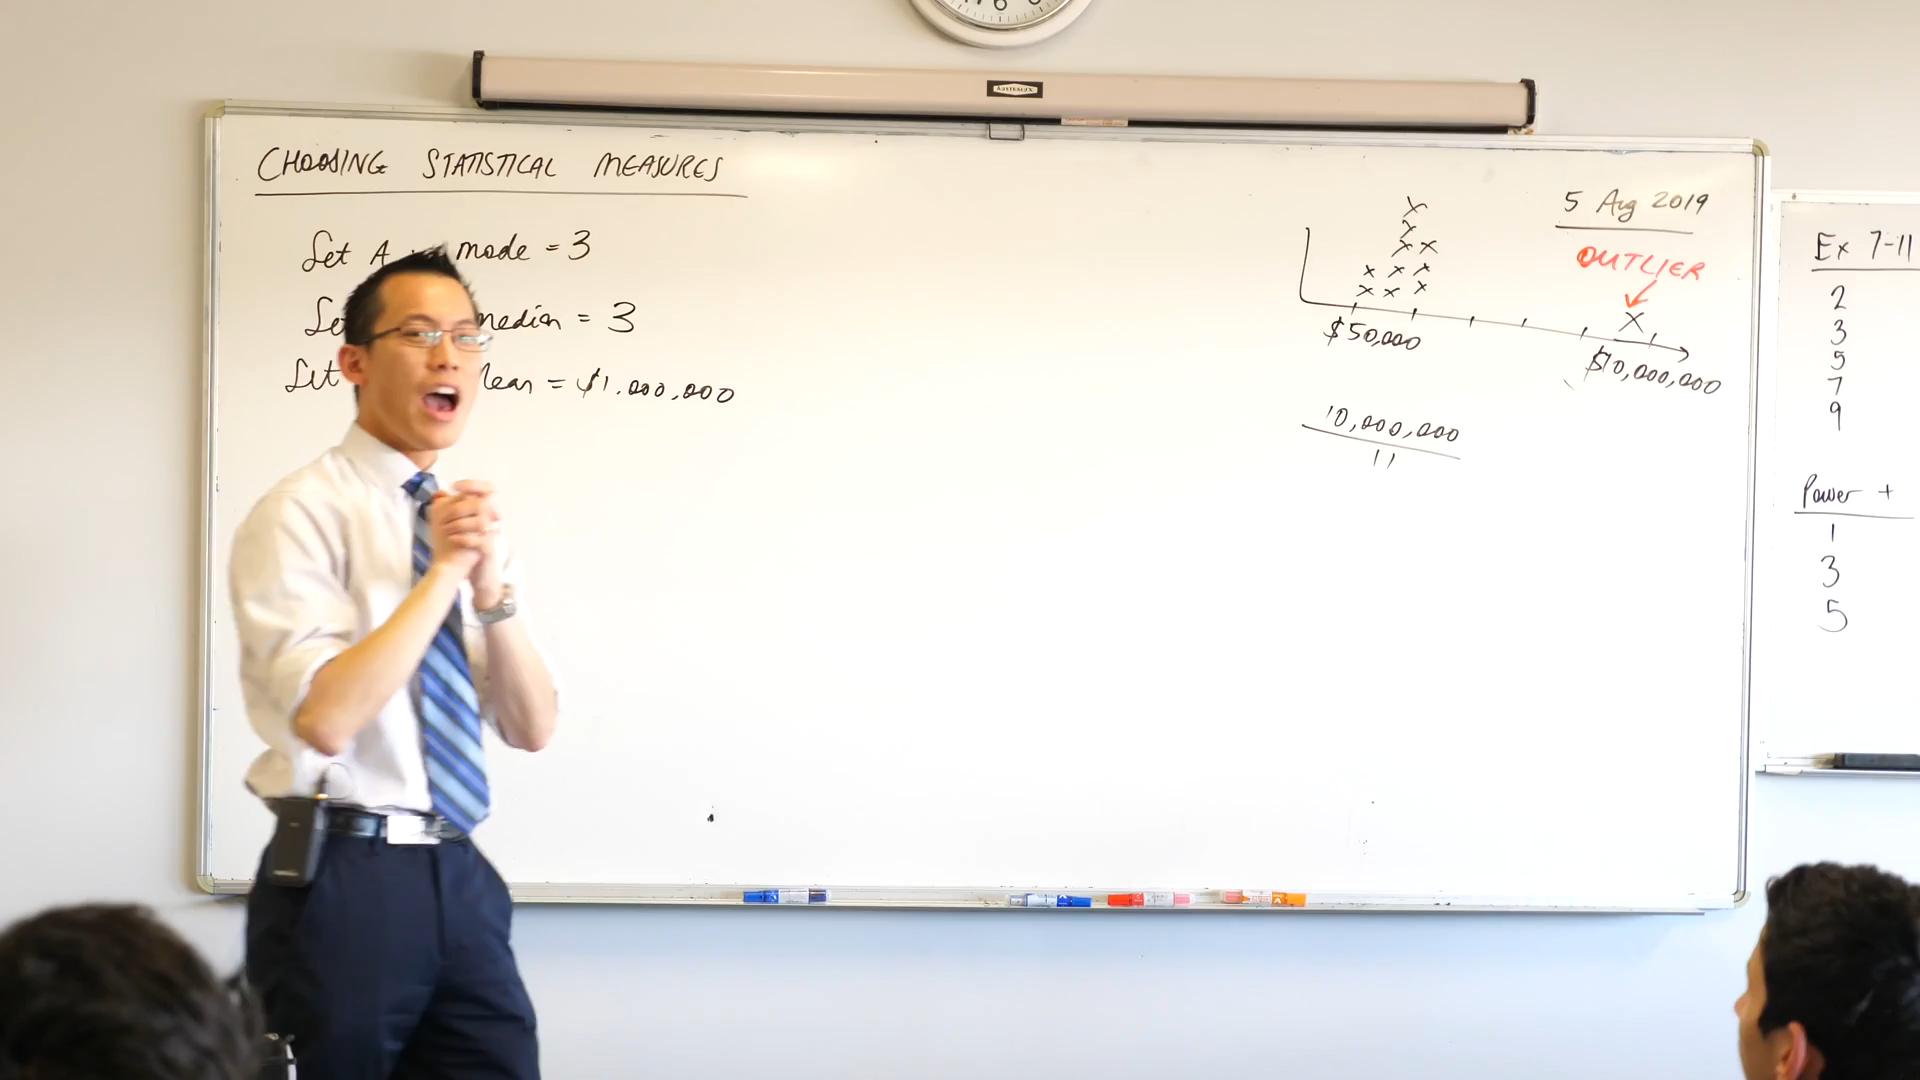 CHOOSING STATISTICAL MEASURES
Set A mode = 3
median = 3
Set = $1,000,000
5 Aug 2019
OUTLIER
$50,000
$10,000,000
10,000,000
11
Ex 7-11
2
3
5
7
9
Power +
1
3
5
6